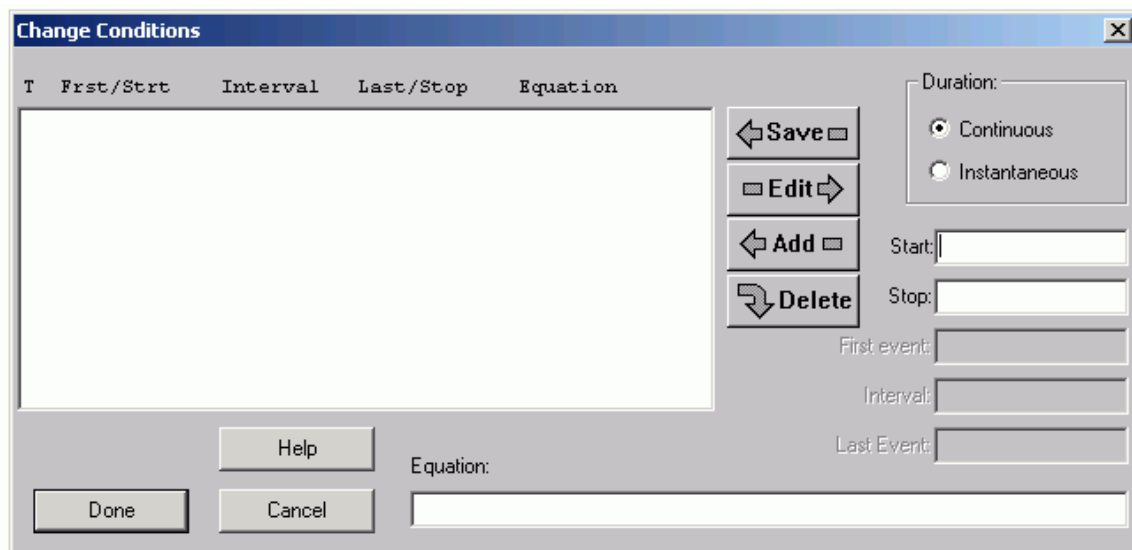 Change Conditions
T Frst/Strt Interval Last/Stop Equation
Save
Edit
Add
Delete
Duration:
Continuous
Instantaneous
Start:
Stop:
First event:
Interval:
Last Event:
Help
Equation:
Done
Cancel